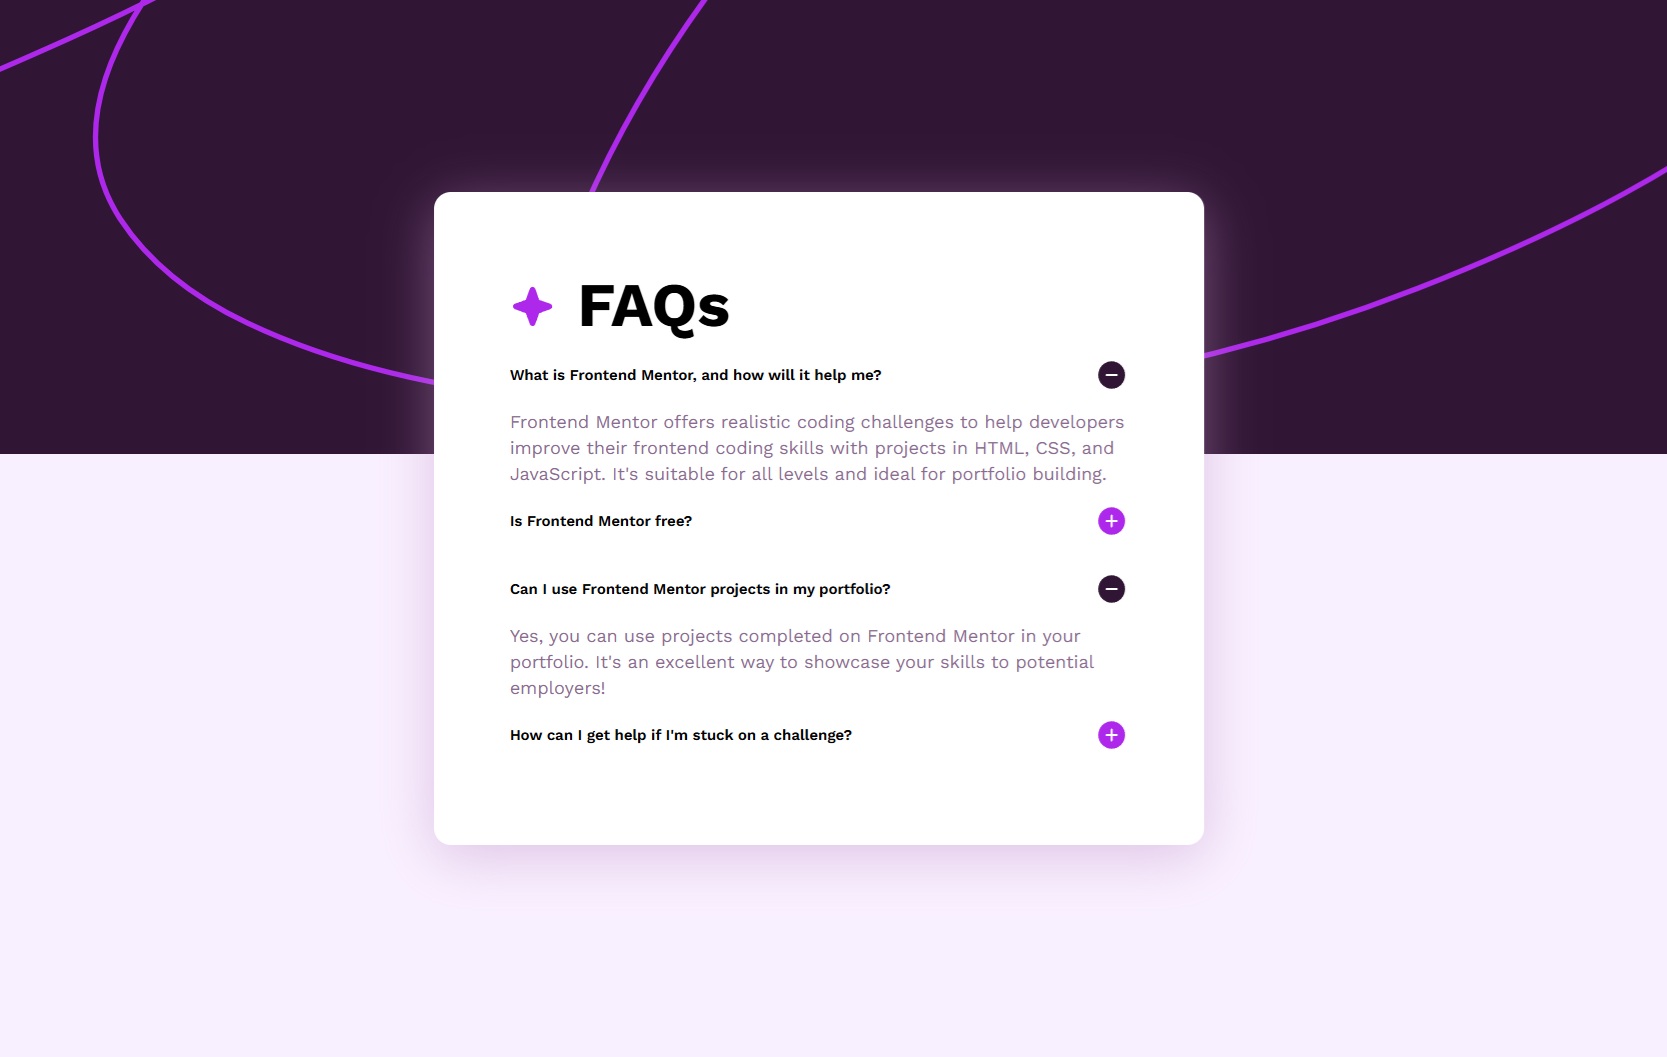 FAQs
What is Frontend Mentor, and how will it help me?
Frontend Mentor offers realistic coding challenges to help developers
improve their frontend coding skills with projects in HTML, CSS, and
JavaScript. It's suitable for all levels and ideal for portfolio building.
Is Frontend Mentor free?
Can I use Frontend Mentor projects in my portfolio?
Yes, you can use projects completed on Frontend Mentor in your
portfolio. It's an excellent way to showcase your skills to potential
employers!
How can I get help if I'm stuck on a challenge?